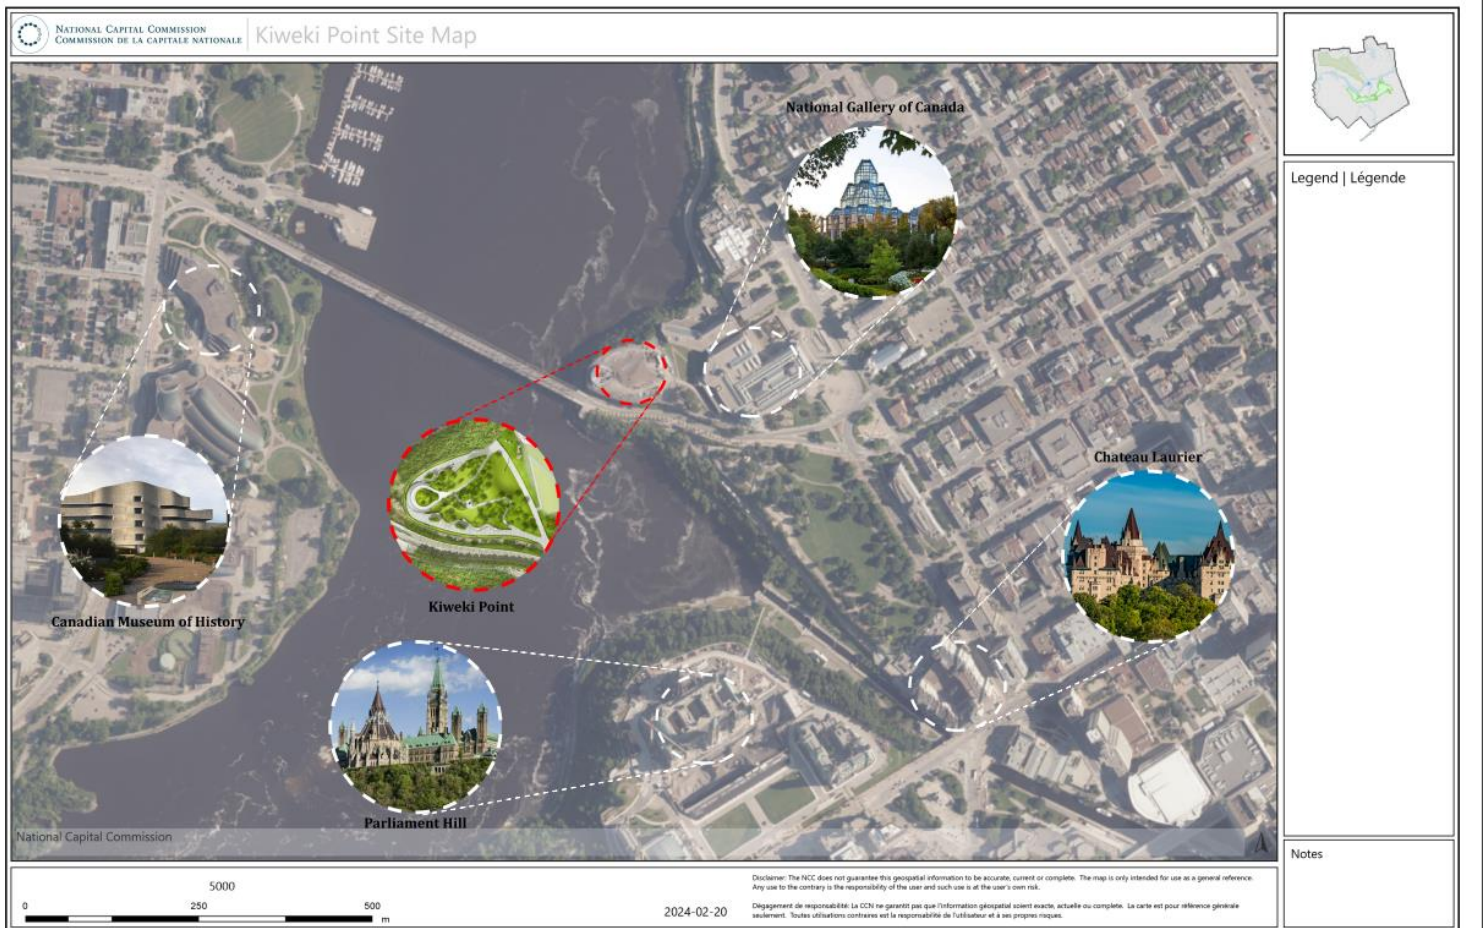 NATIONAL CAPITAL COMMISSION
COMMISSION DE LA CAPITALE NATIONALE
Kiweki Point Site Map
National Gallery of Canada
Chateau Laurier
Kiweki Point
Canadian Museum of History
Parliament Hill
National Capital Commission
Legend | Légende
Notes
5000
0 250 500
m
2024-02-20
Disclaimer: The NCC does not guarantee this geospatial information to be accurate, current or complete. The map is only intended for use as a general reference.
Any use to the contrary is the responsibility of the user and such use is at the user's own risk.
Dégagement de responsabilité: La CCN ne garantit pas que l'information géospatial soient exacte, actuelle ou complete. La carte est pour référence générale
seulement. Toutes utilisations contraires est la responsabilité de l'utilisateur et à ses propres risques.